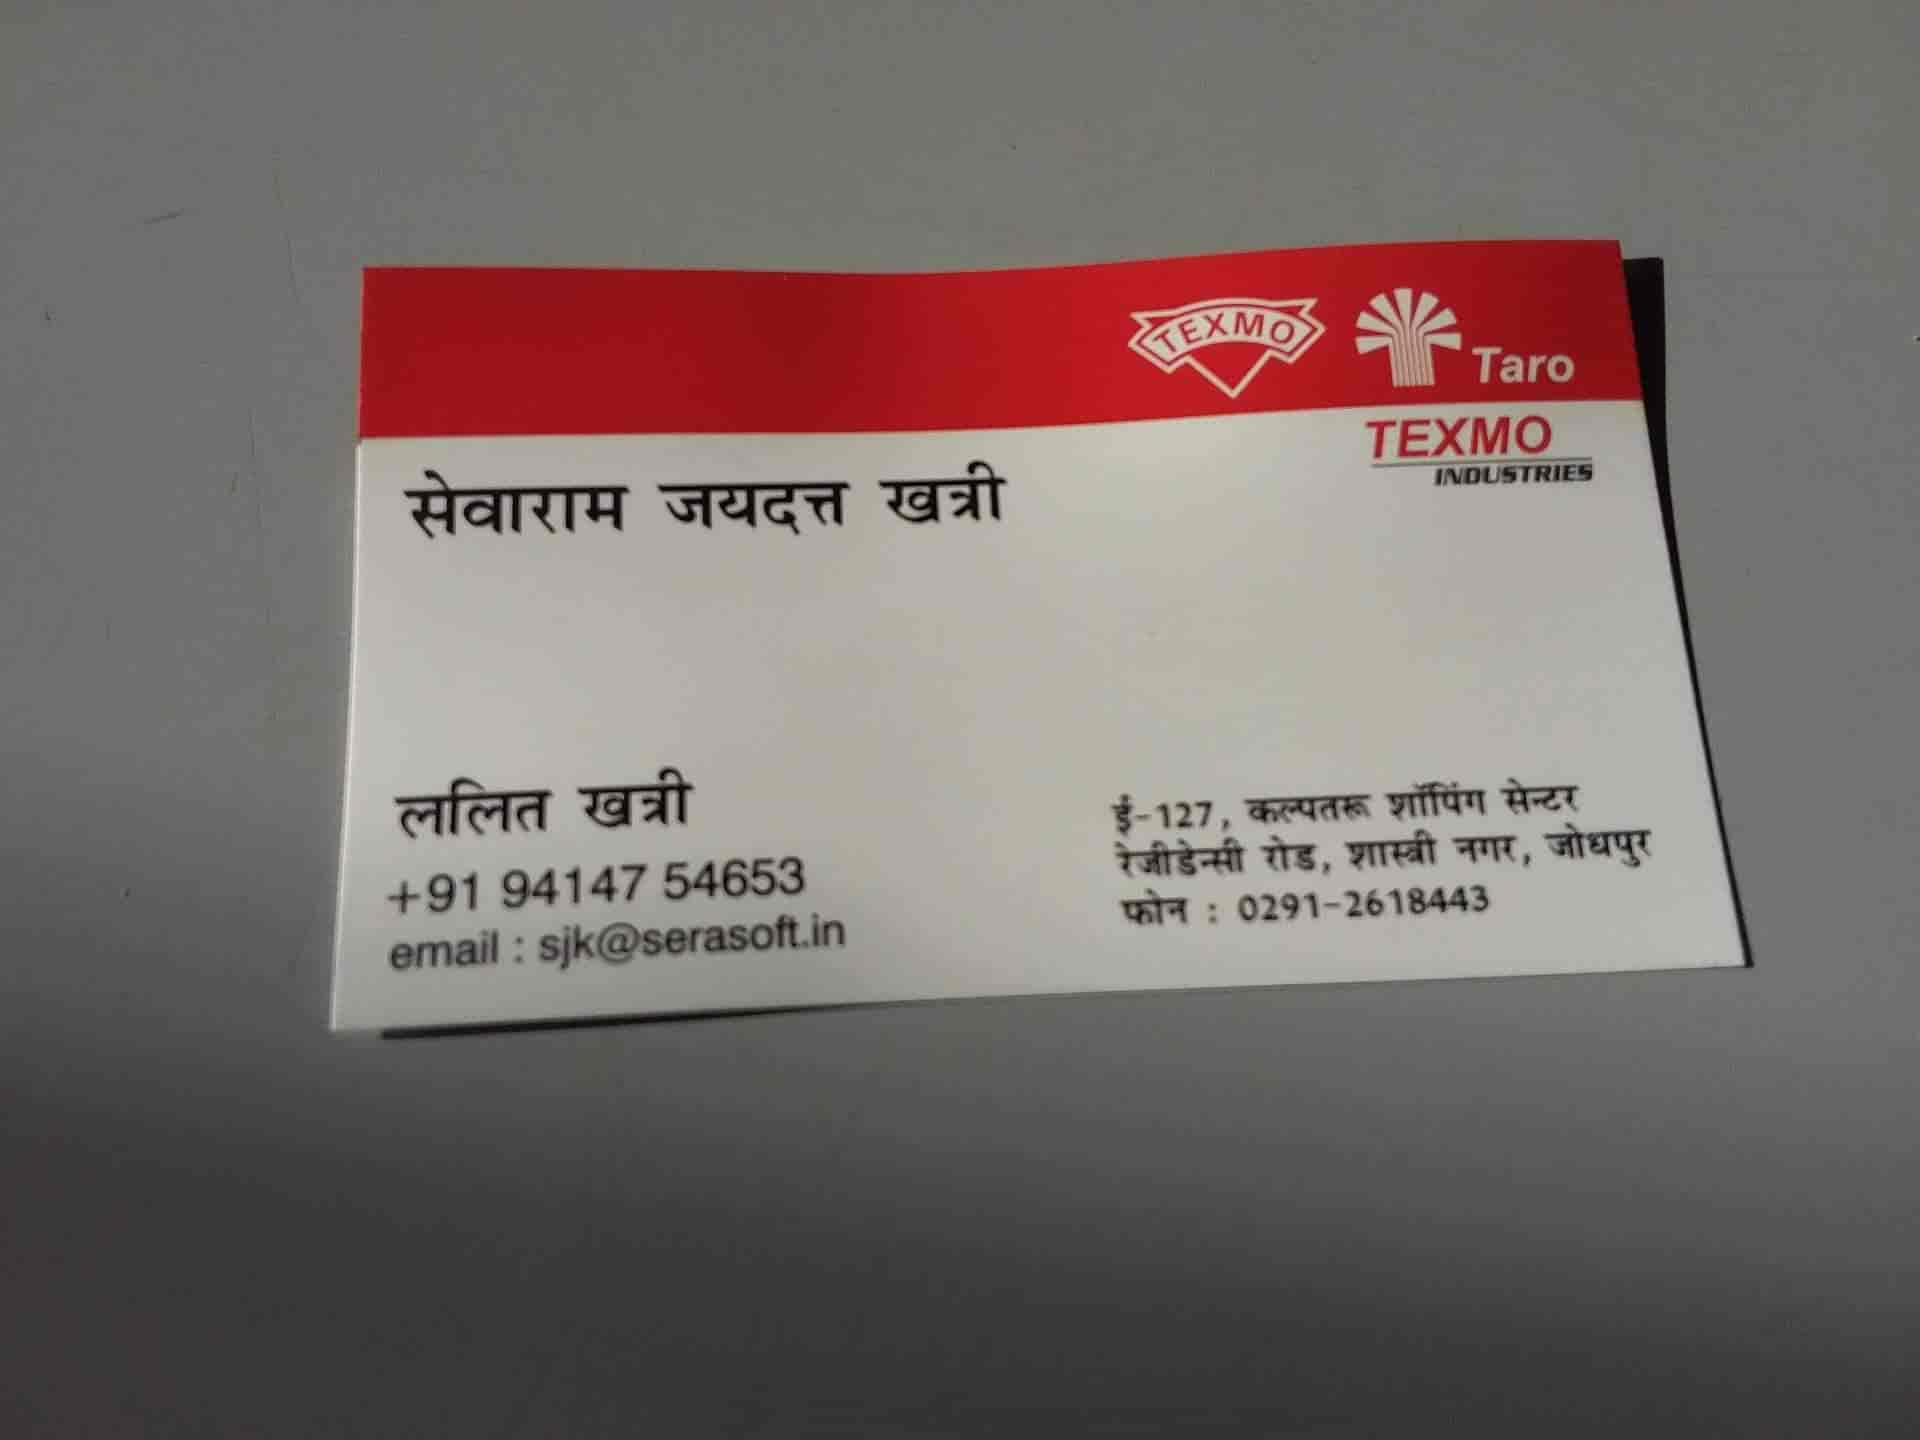 TEXMO
Taro
TEXMO
INDUSTRIES
सेवाराम जयदत्त खत्री
ललित खत्री
+91 94147 54653
email : sjk@serasoft.in
ई-127, कल्पतरू शॉपिंग सेन्टर
रेजीडेन्सी रोड, शास्त्री नगर, जोधपुर
फोन : 0291-2618443